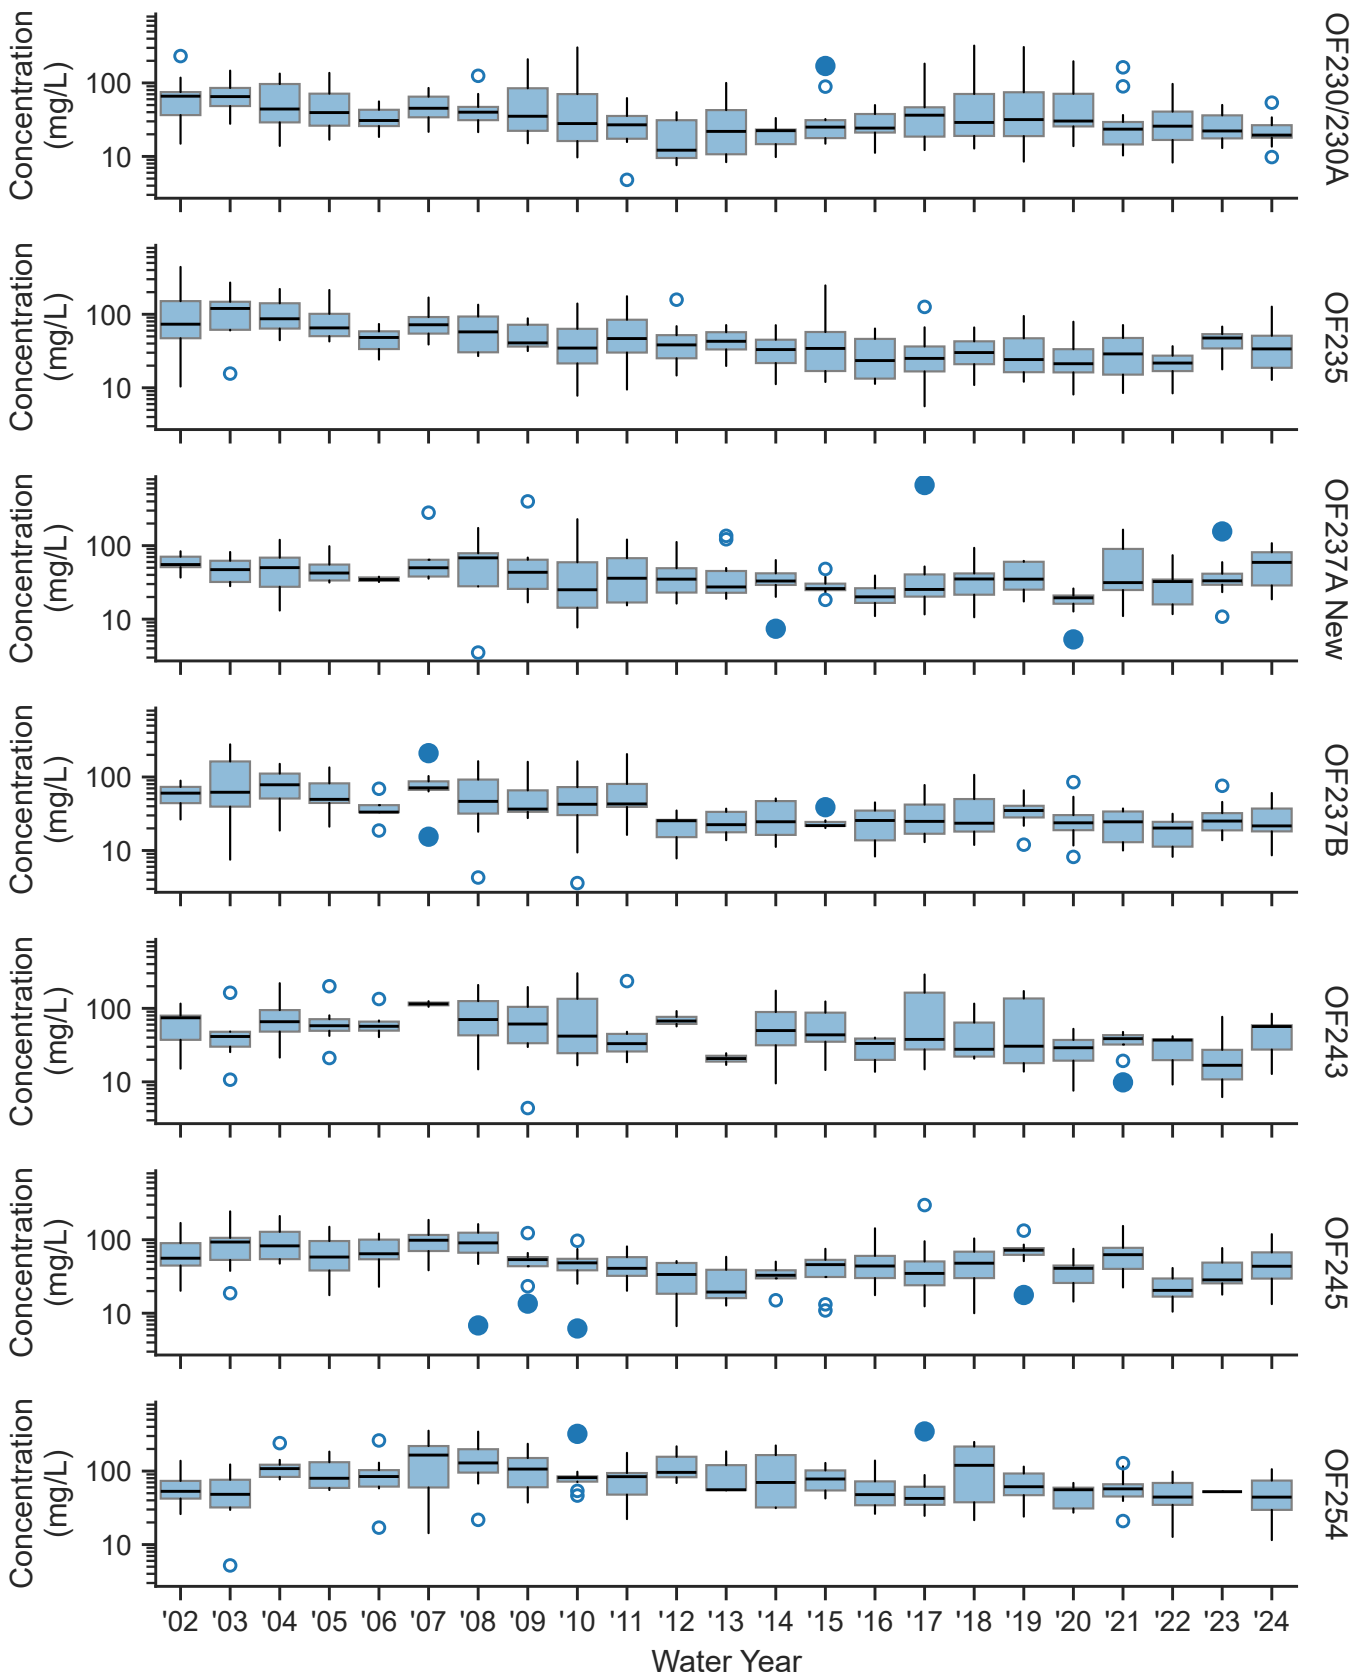 Concentration
(mg/L)
100
10
OF230/230A
Concentration
(mg/L)
100
10
OF235
Concentration
(mg/L)
100
10
OF237A New
Concentration
(mg/L)
100
10
OF237B
Concentration
(mg/L)
100
10
OF243
Concentration
(mg/L)
100
10
OF245
Concentration
(mg/L)
100
10
OF254
'02 '03 '04 '05 '06 '07 '08 '09 '10 '11 '12 '13 '14 '15 '16 '17 '18 '19 '20 '21 '22 '23 '24
Water Year